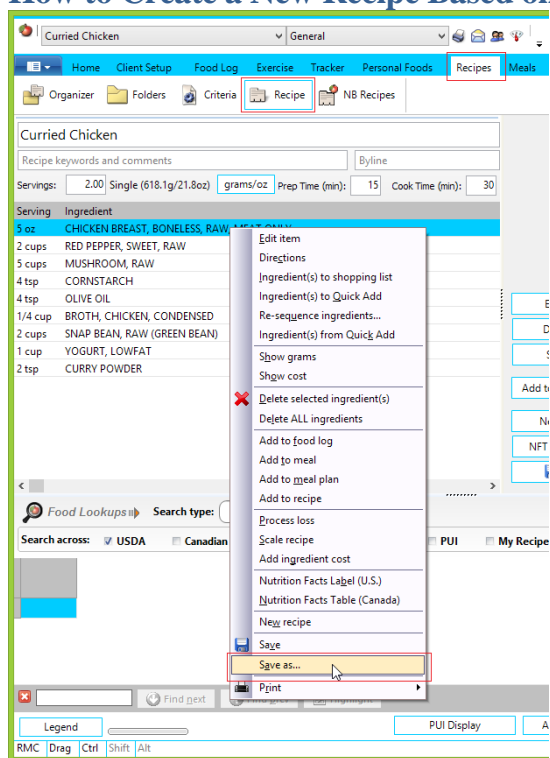 How to Create a New Recipe Based on
Curried Chicken General
Home Client Setup Food Log Exercise Tracker Personal Foods Recipes Meals
Organizer Folders Criteria Recipe NB Recipes
Curried Chicken
Recipe keywords and comments Byline
Servings: 2.00 Single (618.1g/21.8oz) grams/oz Prep Time (min): 15 Cook Time (min): 30
Serving Ingredient
5 oz CHICKEN BREAST, BONELESS, RAW, MEAT ONLY
2 cups RED PEPPER, SWEET, RAW
5 cups MUSHROOM, RAW
4 tsp CORNSTARCH
4 tsp OLIVE OIL
1/4 cup BROTH, CHICKEN, CONDENSED
2 cups SNAP BEAN, RAW (GREEN BEAN)
1 cup YOGURT, LOWFAT
2 tsp CURRY POWDER
Edit item
Directions
Ingredient(s) to shopping list
Ingredient(s) to Quick Add
Re-sequence ingredients...
Ingredient(s) from Quick Add
Show grams
Show cost
Delete selected ingredient(s)
Delete ALL ingredients
Add to food log
Add to meal
Add to meal plan
Add to recipe
Process loss
Scale recipe
Add ingredient cost
Nutrition Facts Label (U.S.)
Nutrition Facts Table (Canada)
New recipe
Save
Save as...
Print
Add to
NFT
Food Lookups Search type:
Search across: USDA Canadian PUI My Recipe
Find next
Legend PUI Display
RMC Drag Ctrl Shift Alt